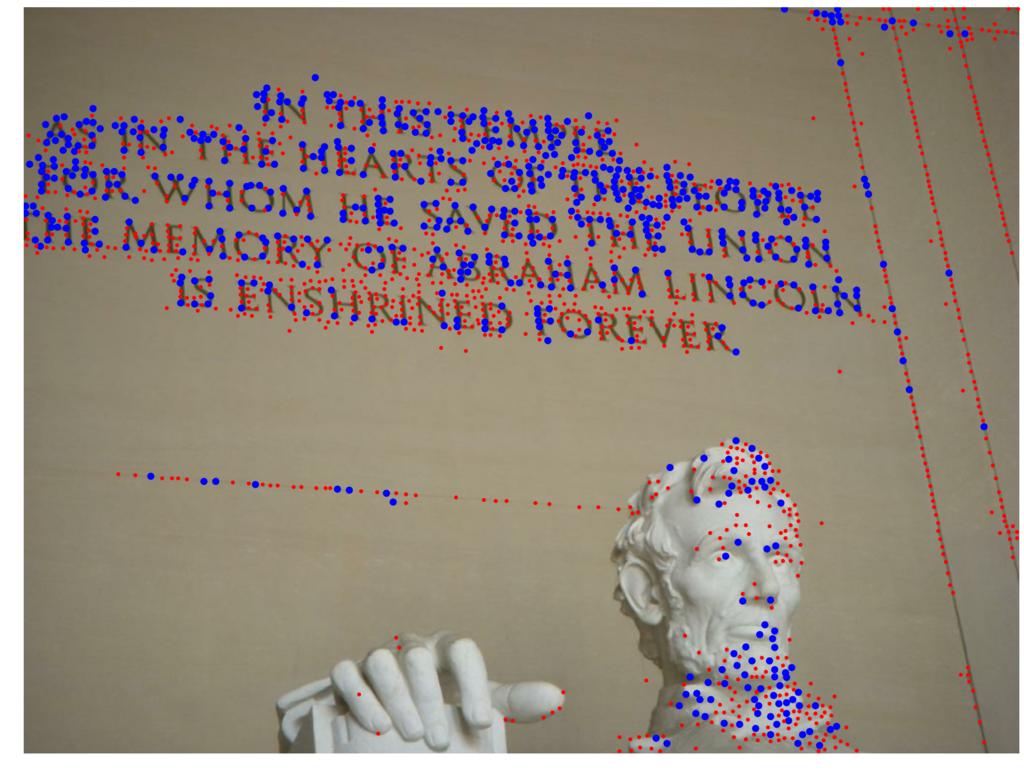 IN THIS TEMPLE
AS IN THE HEARTS OF THE PEOPLE
FOR WHOM HE SAVED THE UNION
THE MEMORY OF ABRAHAM LINCOLN
IS ENSHRINED FOREVER